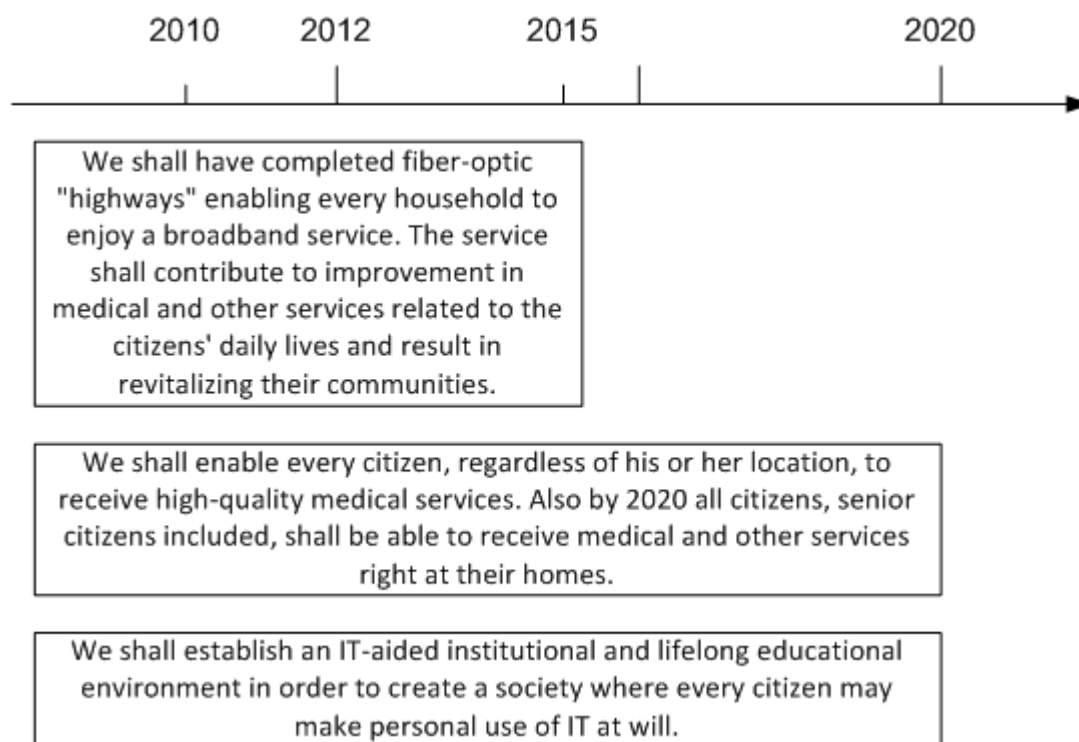 2010 2012 2015 2020
We shall have completed fiber-optic
"highways" enabling every household to
enjoy a broadband service. The service
shall contribute to improvement in
medical and other services related to the
citizens' daily lives and result in
revitalizing their communities.
We shall enable every citizen, regardless of his or her location, to
receive high-quality medical services. Also by 2020 all citizens, senior
citizens included, shall be able to receive medical and other services
right at their homes.
We shall establish an IT-aided institutional and lifelong educational
environment in order to create a society where every citizen may
make personal use of IT at will.